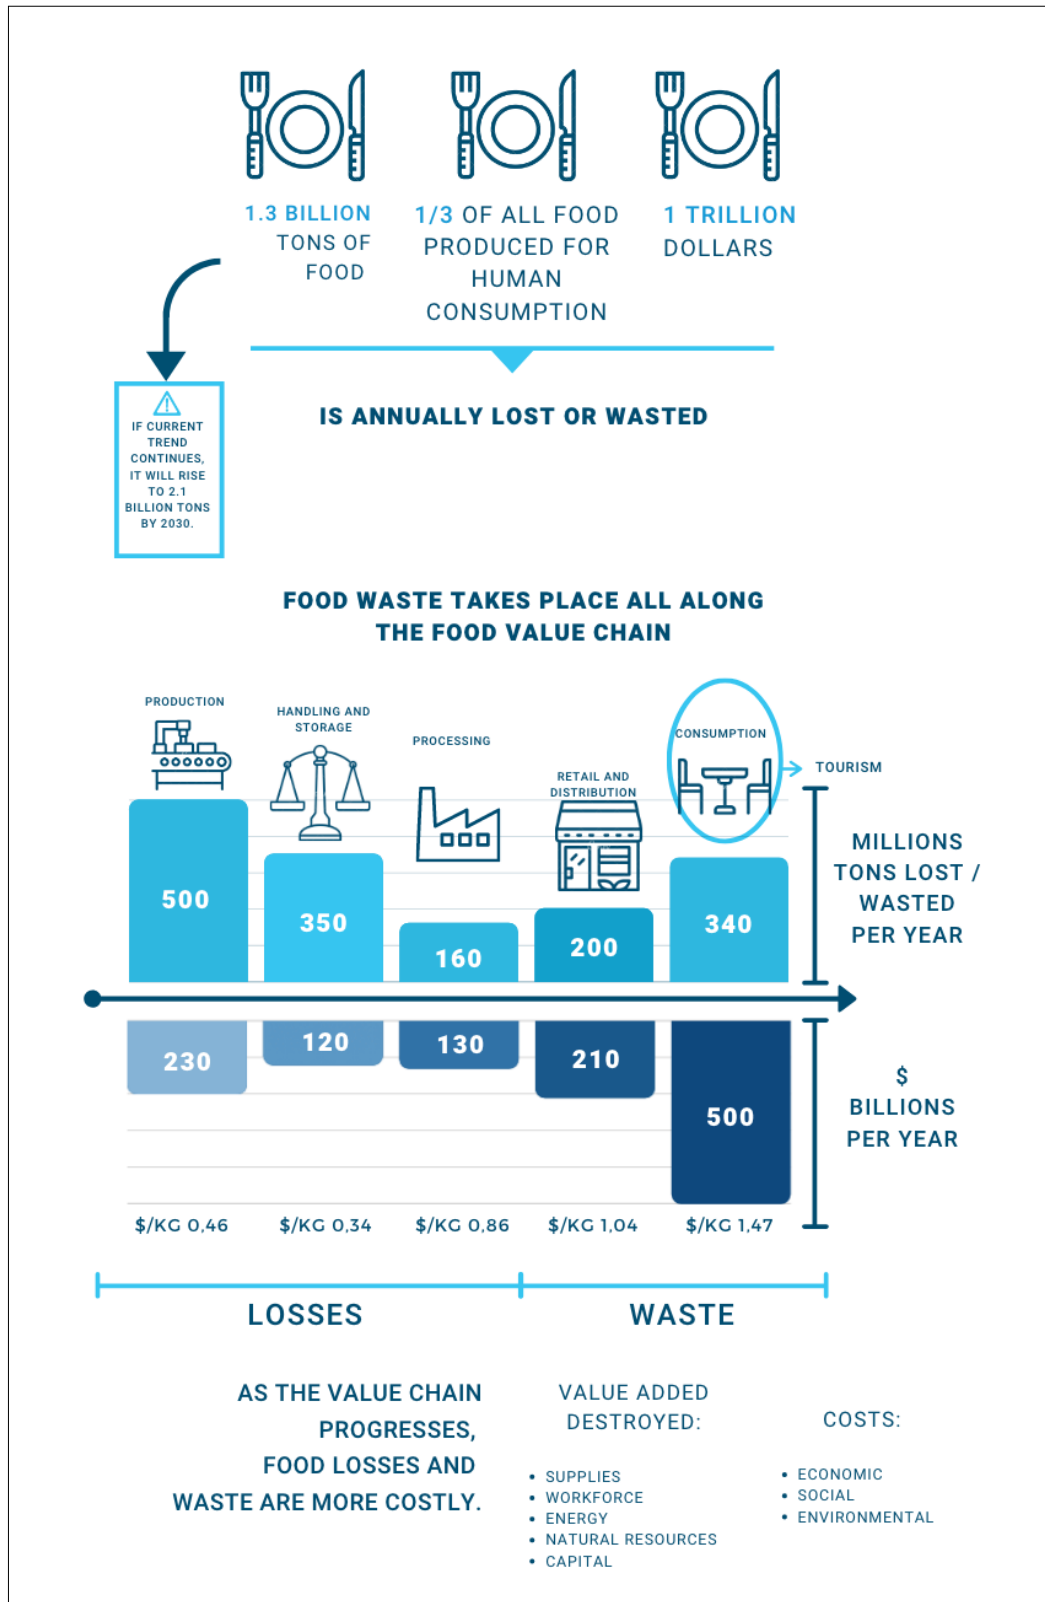 1.3 BILLION
TONS OF
FOOD
1/3 OF ALL FOOD
PRODUCED FOR
HUMAN
CONSUMPTION
1 TRILLION
DOLLARS
IS ANNUALLY LOST OR WASTED
IF CURRENT
TREND
CONTINUES,
IT WILL RISE
TO 2.1
BILLION TONS
BY 2030.
FOOD WASTE TAKES PLACE ALL ALONG
THE FOOD VALUE CHAIN
PRODUCTION
HANDLING AND
STORAGE
PROCESSING
RETAIL AND
DISTRIBUTION
CONSUMPTION
TOURISM
500
350
160
200
340
MILLIONS
TONS LOST /
WASTED
PER YEAR
230
120
130
210
500
$
BILLIONS
PER YEAR
$/KG 0,46
$/KG 0,34
$/KG 0,86
$/KG 1,04
$/KG 1,47
LOSSES
WASTE
AS THE VALUE CHAIN
PROGRESSES,
FOOD LOSSES AND
WASTE ARE MORE COSTLY.
VALUE ADDED
DESTROYED:
• SUPPLIES
• WORKFORCE
• ENERGY
• NATURAL RESOURCES
• CAPITAL
COSTS:
• ECONOMIC
• SOCIAL
• ENVIRONMENTAL